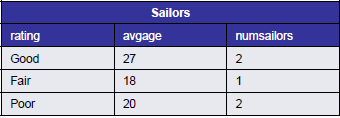 Sailors
rating avgage numsailors
Good 27 2
Fair 18 1
Poor 20 2